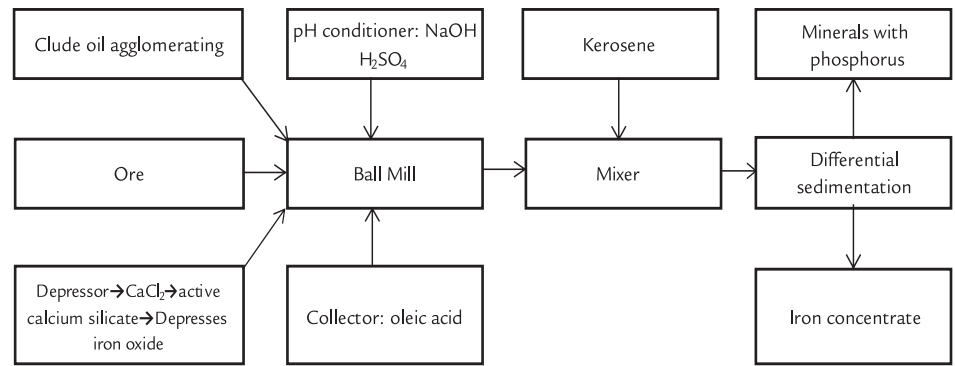 Clude oil agglomerating
pH conditioner: NaOH
H₂SO₄
Kerosene
Minerals with
phosphorus
Ore
Ball Mill
Mixer
Differential
sedimentation
Depressor→CaCl₂→active
calcium silicate→Depresses
iron oxide
Collector: oleic acid
Iron concentrate